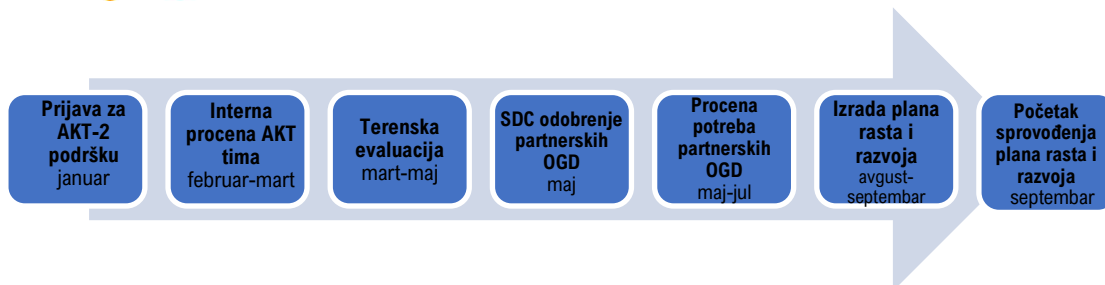 Prijava za
AKT-2
podršku
januar
Interna
procena AKT
tima
februar-mart
Terenska
evaluacija
mart-maj
SDC odobrenje
partnerskih
OGD
maj
Procena
potreba
partnerskih
OGD
maj-jul
Izrada plana
rasta i
razvoja
avgust-
septembar
Početak
sprovođenja
plana rasta i
razvoja
septembar